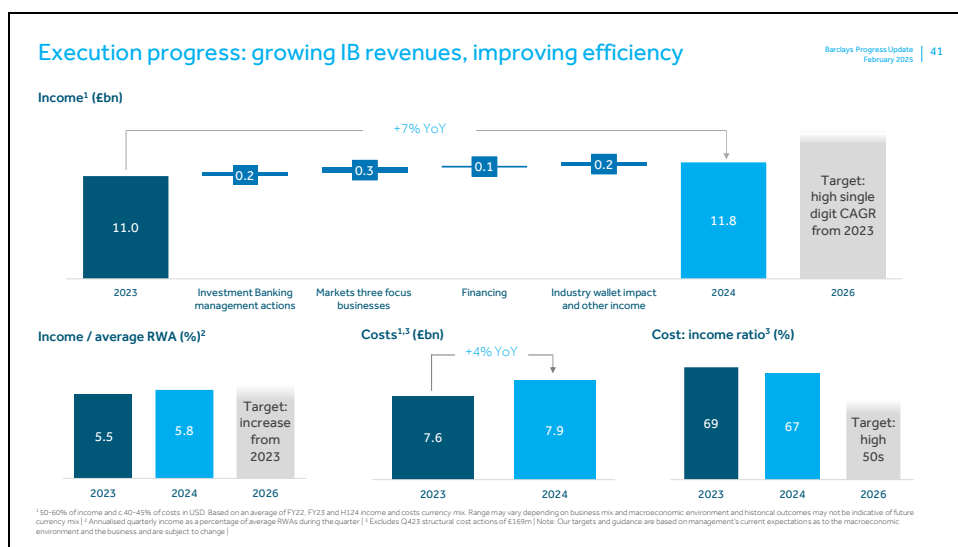 Execution progress: growing IB revenues, improving efficiency
Barclays Progress Update
February 2025
41
Income¹ (£bn)
+7% YoY
0.2
0.3
0.1
0.2
11.0
11.8
Target:
high single
digit CAGR
from 2023
2023
Investment Banking
management actions
Markets three focus
businesses
Financing
Industry wallet impact
and other income
2024
2026
Income / average RWA (%)²
5.5
5.8
Target:
increase
from
2023
2023
2024
2026
Costs¹,³ (£bn)
+4% YoY
7.6
7.9
2023
2024
Cost: income ratio³ (%)
69
67
Target:
high
50s
2023
2024
2026
¹ 50-60% of income and c.40-45% of costs in USD. Based on an average of FY22, FY23 and H124 income and costs currency mix. Range may vary depending on business mix and macroeconomic environment and historical outcomes may not be indicative of future
currency mix | ² Annualised quarterly income as a percentage of average RWAs during the quarter | ³ Excludes Q423 structural cost actions of £169m | Note: Our targets and guidance are based on management's current expectations as to the macroeconomic
environment and the business and are subject to change |